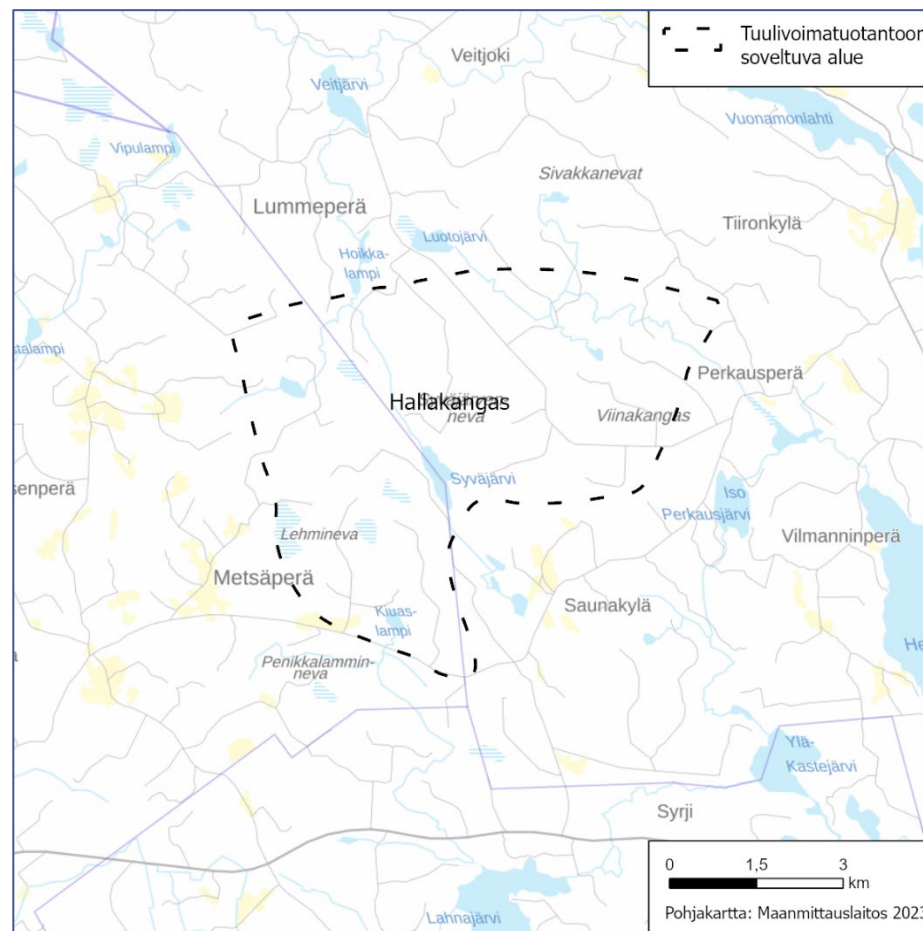 Tuulivoimatuotantoon
soveltuva alue
Veitjoki
Veitjärvi
Vuonamonlahti
Vipulampi
Sivakkanevat
Lummeperä
Tiironkylä
Luotojärvi
Hoikka-
lampi
stalampi
Perkausperä
Hallakangas
neva
Viinakangas
senperä
Syväjärvi
Iso
Perkausjärvi
Lehmineva
Vilmanninperä
Metsäperä
Saunakylä
Kiuas-
lampi
He
Penikkalammin-
neva
Ylä-
Kastejärvi
Syrji
0 1,5 3
km
Lahnajärvi
Pohjakartta: Maanmittauslaitos 2023